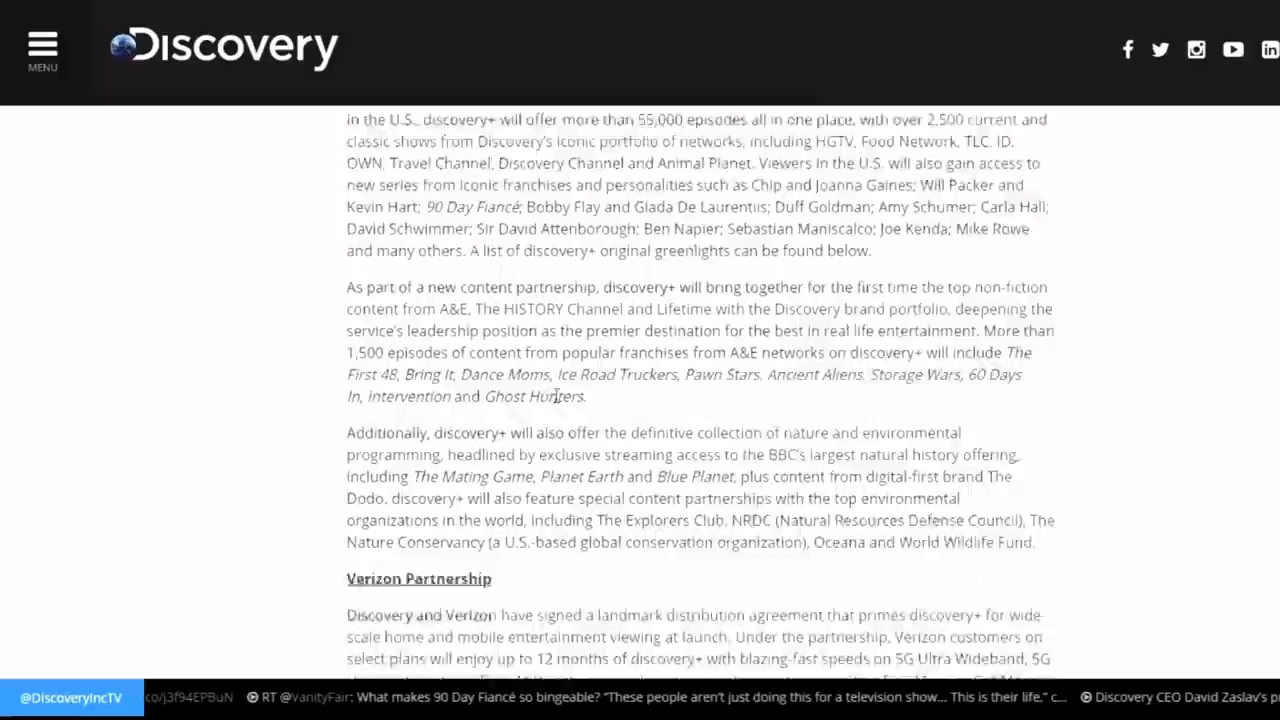 MENU
Discovery
In the U.S., discovery+ will offer more than 55,000 episodes all in one place, with over 2,500 current and
classic shows from Discovery's iconic portfolio of networks, including HGTV, Food Network, TLC, ID,
OWN, Travel Channel, Discovery Channel and Animal Planet. Viewers in the U.S. will also gain access to
new series from iconic franchises and personalities such as Chip and Joanna Gaines; Will Packer and
Kevin Hart; 90 Day Fiancé; Bobby Flay and Giada De Laurentiis; Duff Goldman; Amy Schumer; Carla Hall;
David Schwimmer; Sir David Attenborough; Ben Napier; Sebastian Maniscalco; Joe Kenda; Mike Rowe
and many others. A list of discovery+ original greenlights can be found below.
As part of a new content partnership, discovery+ will bring together for the first time the top non-fiction
content from A&E, The HISTORY Channel and Lifetime with the Discovery brand portfolio, deepening the
service's leadership position as the premier destination for the best in real life entertainment. More than
1,500 episodes of content from popular franchises from A&E networks on discovery+ will include The
First 48, Bring It, Dance Moms, Ice Road Truckers, Pawn Stars, Ancient Aliens, Storage Wars, 60 Days
In, Intervention and Ghost Hunters.
Additionally, discovery+ will also offer the definitive collection of nature and environmental
programming, headlined by exclusive streaming access to the BBC's largest natural history offering,
including The Mating Game, Planet Earth and Blue Planet, plus content from digital-first brand The
Dodo. discovery+ will also feature special content partnerships with the top environmental
organizations in the world, including The Explorers Club, NRDC (Natural Resources Defense Council), The
Nature Conservancy (a U.S.-based global conservation organization), Oceana and World Wildlife Fund.
Verizon Partnership
Discovery and Verizon have signed a landmark distribution agreement that primes discovery+ for wide-
scale home and mobile entertainment viewing at launch. Under the partnership, Verizon customers on
select plans will enjoy up to 12 months of discovery+ with blazing-fast speeds on 5G Ultra Wideband, 5G
@DiscoveryIncTV co/j3f94EPBuN RT @VanityFair: What makes 90 Day Fiancé so bingeable? "These people aren't just doing this for a television show... This is their life," c... Discovery CEO David Zaslav's p